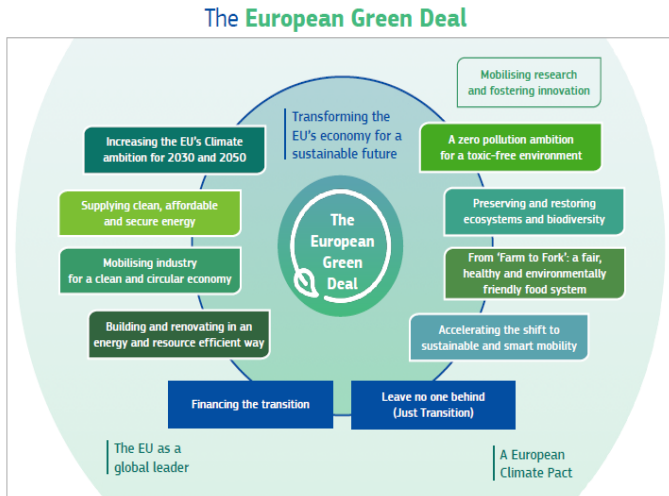 The European Green Deal
Mobilising research
and fostering innovation
Transforming the
EU's economy for a
sustainable future
Increasing the EU's Climate
ambition for 2030 and 2050
A zero pollution ambition
for a toxic-free environment
Supplying clean, affordable
and secure energy
Preserving and restoring
ecosystems and biodiversity
The
European
Green
Deal
Mobilising industry
for a clean and circular economy
From ‘Farm to Fork’: a fair,
healthy and environmentally
friendly food system
Building and renovating in an
energy and resource efficient way
Accelerating the shift to
sustainable and smart mobility
Financing the transition
Leave no one behind
(Just Transition)
The EU as a
global leader
A European
Climate Pact